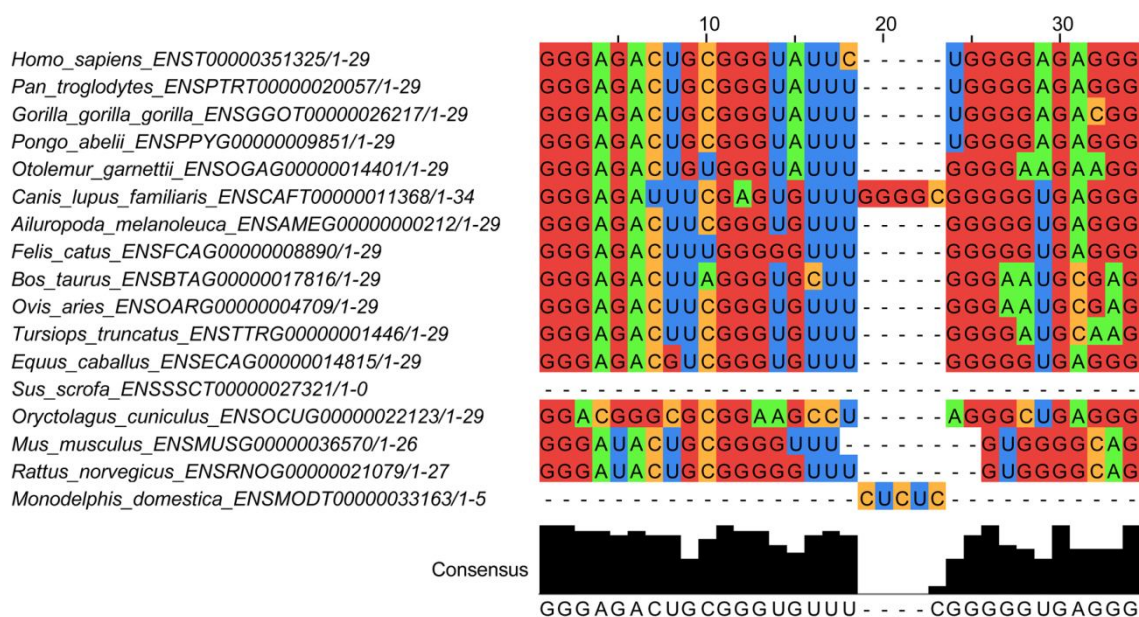 10 20 30
Homo_sapiens_ENST00000351325/1-29 GGGAGACUGCGGGUAUUC-----UGGGGAGAGGG
Pan_troglodytes_ENSPTRT00000020057/1-29 GGGAGACUGCGGGUAUUU-----UGGGGAGAGGG
Gorilla_gorilla_gorilla_ENSGGOT00000026217/1-29 GGGAGACUGCGGGUAUUU-----UGGGGAGACGG
Pongo_abelii_ENSPPYG00000009851/1-29 GGGAGACUGCGGGUAUUU-----UGGGGAGAGGG
Otolemur_garnettii_ENSOGAG00000014401/1-29 GGGAGACUGUGGGUAUUU-----GGGGAAGAAGG
Canis_lupus_familiaris_ENSCAFT00000011368/1-34 GGGAGAUUUCGAGUGUUUGGGGCGGGGGUGAGGG
Ailuropoda_melanoleuca_ENSAMEG00000000212/1-29 GGGAGACUUCGGGUGUUU-----GGGGGUGAGGG
Felis_catus_ENSFCAG00000008890/1-29 GGGAGACUUUGGGGGUUU-----GGGGGUGAGGG
Bos_taurus_ENSBTAG00000017816/1-29 GGGAGACUUAGGGUGCUU-----GGGAAUGCGAG
Ovis_aries_ENSOARG00000004709/1-29 GGGAGACUUCGGGUGUUU-----GGGAAUGCGAG
Tursiops_truncatus_ENSTTRG00000001446/1-29 GGGAGACUUCGGGUGUUU-----GGGGAUGCAAG
Equus_caballus_ENSECAG00000014815/1-29 GGGAGACGUCGGGUGUUU-----GGGGGUGAGGG
Sus_scrofa_ENSSSCT00000027321/1-0 ----------------------------------
Oryctolagus_cuniculus_ENSOCUG00000022123/1-29 GGACGGGCGCGGAAGCCU-----AGGGCUGAGGG
Mus_musculus_ENSMUSG00000036570/1-26 GGGAUACUGCGGGGUUU--------GUGGGGCAG
Rattus_norvegicus_ENSRNOG00000021079/1-27 GGGAUACUGCGGGGGUUU-------GUGGGGCAG
Monodelphis_domestica_ENSMODT00000033163/1-5 ------------------CUCUC-----------
Consensus
GGGAGACUGCGGGUGUUU----CGGGGGUGAGGG